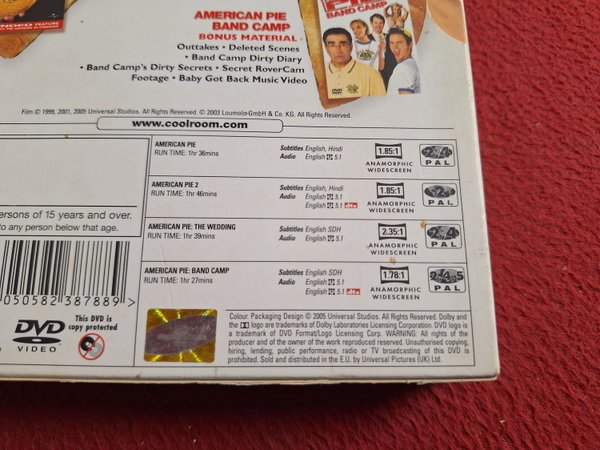 AMERICAN PIE
BAND CAMP
BONUS MATERIAL
Outtakes • Deleted Scenes
• Band Camp Dirty Diary
• Band Camp's Dirty Secrets • Secret RoverCam
Footage • Baby Got Back Music Video
BAND CAMP
Film © 1999, 2001, 2005 Universal Studios. All Rights Reserved. © 2003 Loumolo GmbH & Co. KG. All Rights Reserved.
www.coolroom.com
AMERICAN PIE
RUN TIME: 1hr 36mins
Subtitles English, Hindi
Audio English 5.1
1.85:1
ANAMORPHIC
WIDESCREEN
2-4
PAL
AMERICAN PIE 2
RUN TIME: 1hr 46mins
Subtitles English, Hindi
Audio English 5.1
English 5.1 dts
1.85:1
ANAMORPHIC
WIDESCREEN
PAL
AMERICAN PIE: THE WEDDING
RUN TIME: 1hr 39mins
Subtitles English SDH
Audio English 5.1
2.35:1
ANAMORPHIC
WIDESCREEN
2-4
PAL
AMERICAN PIE: BAND CAMP
RUN TIME: 1hr 27mins
Subtitles English SDH
Audio English 5.1
English 5.1 dts
1.78:1
ANAMORPHIC
WIDESCREEN
2-4-5
PAL
ersons of 15 years and over.
to any person below that age.
050582 387889 >
DVD
VIDEO
This DVD is
copy protected
Colour. Packaging Design © 2005 Universal Studios. All Rights Reserved. Dolby and
the logo are trademarks of Dolby Laboratories Licensing Corporation. DVD logo is
a trademark of DVD Format/Logo Licensing Corp. WARNING: All rights of the
producer and of the owner of the work reproduced reserved. Unauthorised copying,
hiring, lending, public performance, radio or TV broadcasting of this DVD is
prohibited. Sold and distributed in the E.U. by Universal Pictures (UK) Ltd.